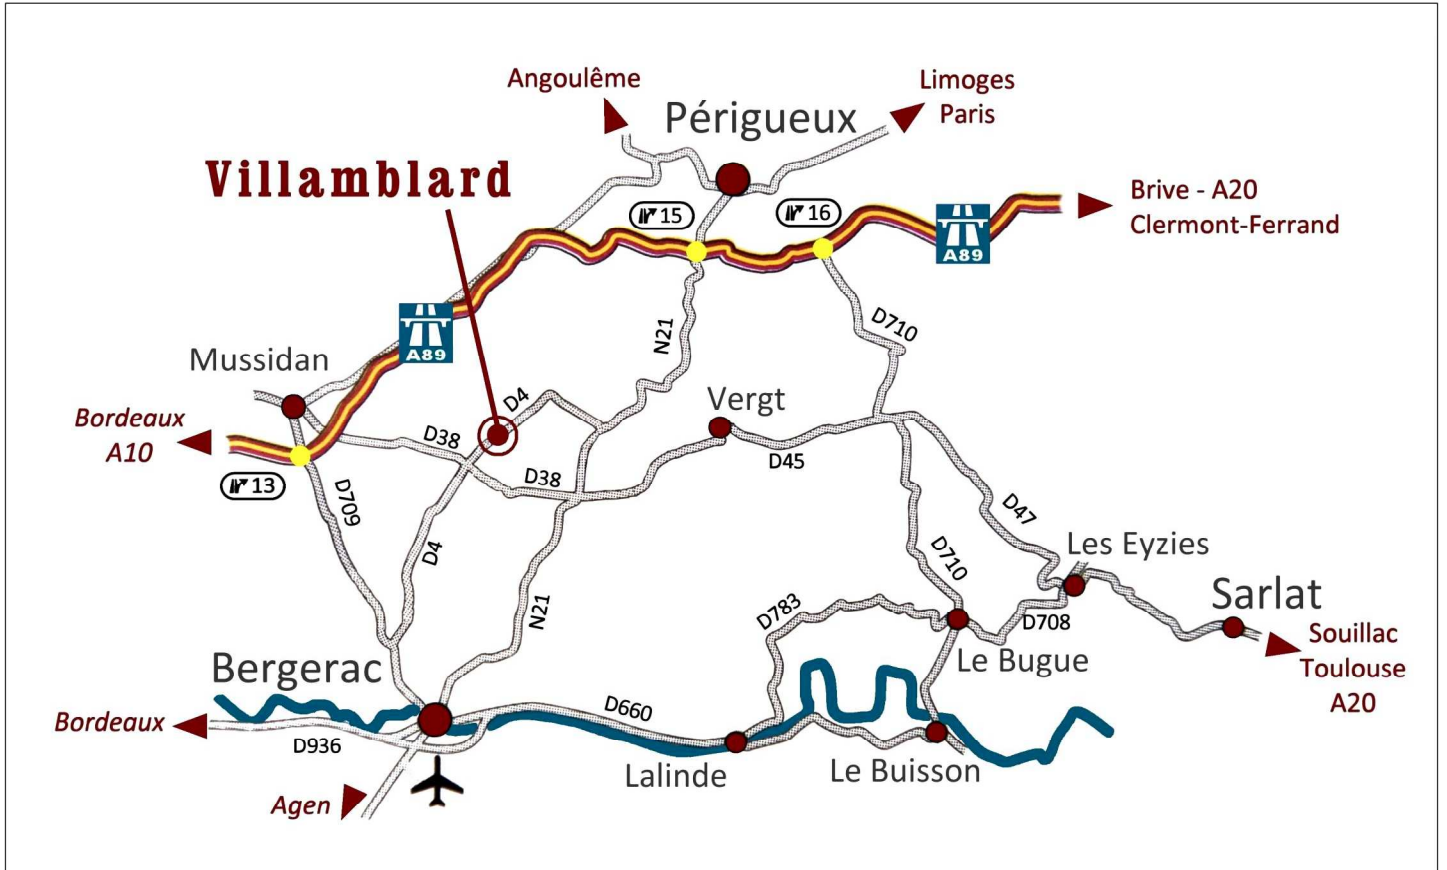 Angoulême
Limoges
Paris
Périgueux
Villamblard
Brive - A20
Clermont-Ferrand
15
16
A89
A89
N21
D710
Mussidan
Bordeaux
A10
13
D4
Vergt
D38
D45
D38
D709
D4
D47
D710
Les Eyzies
N21
D783
Sarlat
D708
Souillac
Toulouse
A20
Bergerac
Le Bugue
Bordeaux
D936
D660
Lalinde
Le Buisson
Agen